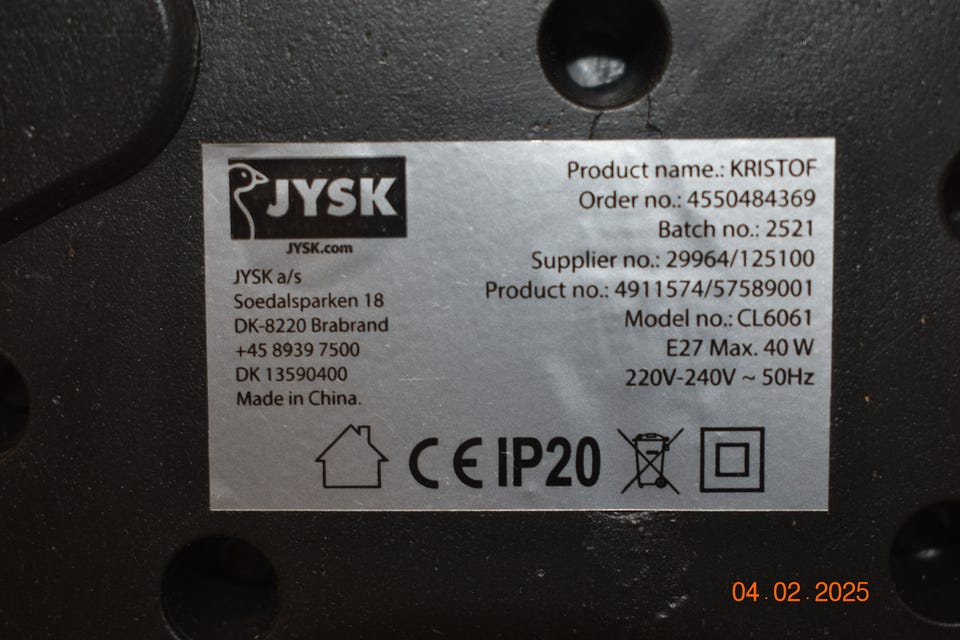 JYSK
JYSK.com
JYSK a/s
Soedalsparken 18
DK-8220 Brabrand
+45 8939 7500
DK 13590400
Made in China.
Product name.: KRISTOF
Order no.: 4550484369
Batch no.: 2521
Supplier no.: 29964/125100
Product no.: 4911574/57589001
Model no.: CL6061
E27 Max. 40 W
220V-240V ~ 50Hz
CE IP20
04.02.2025